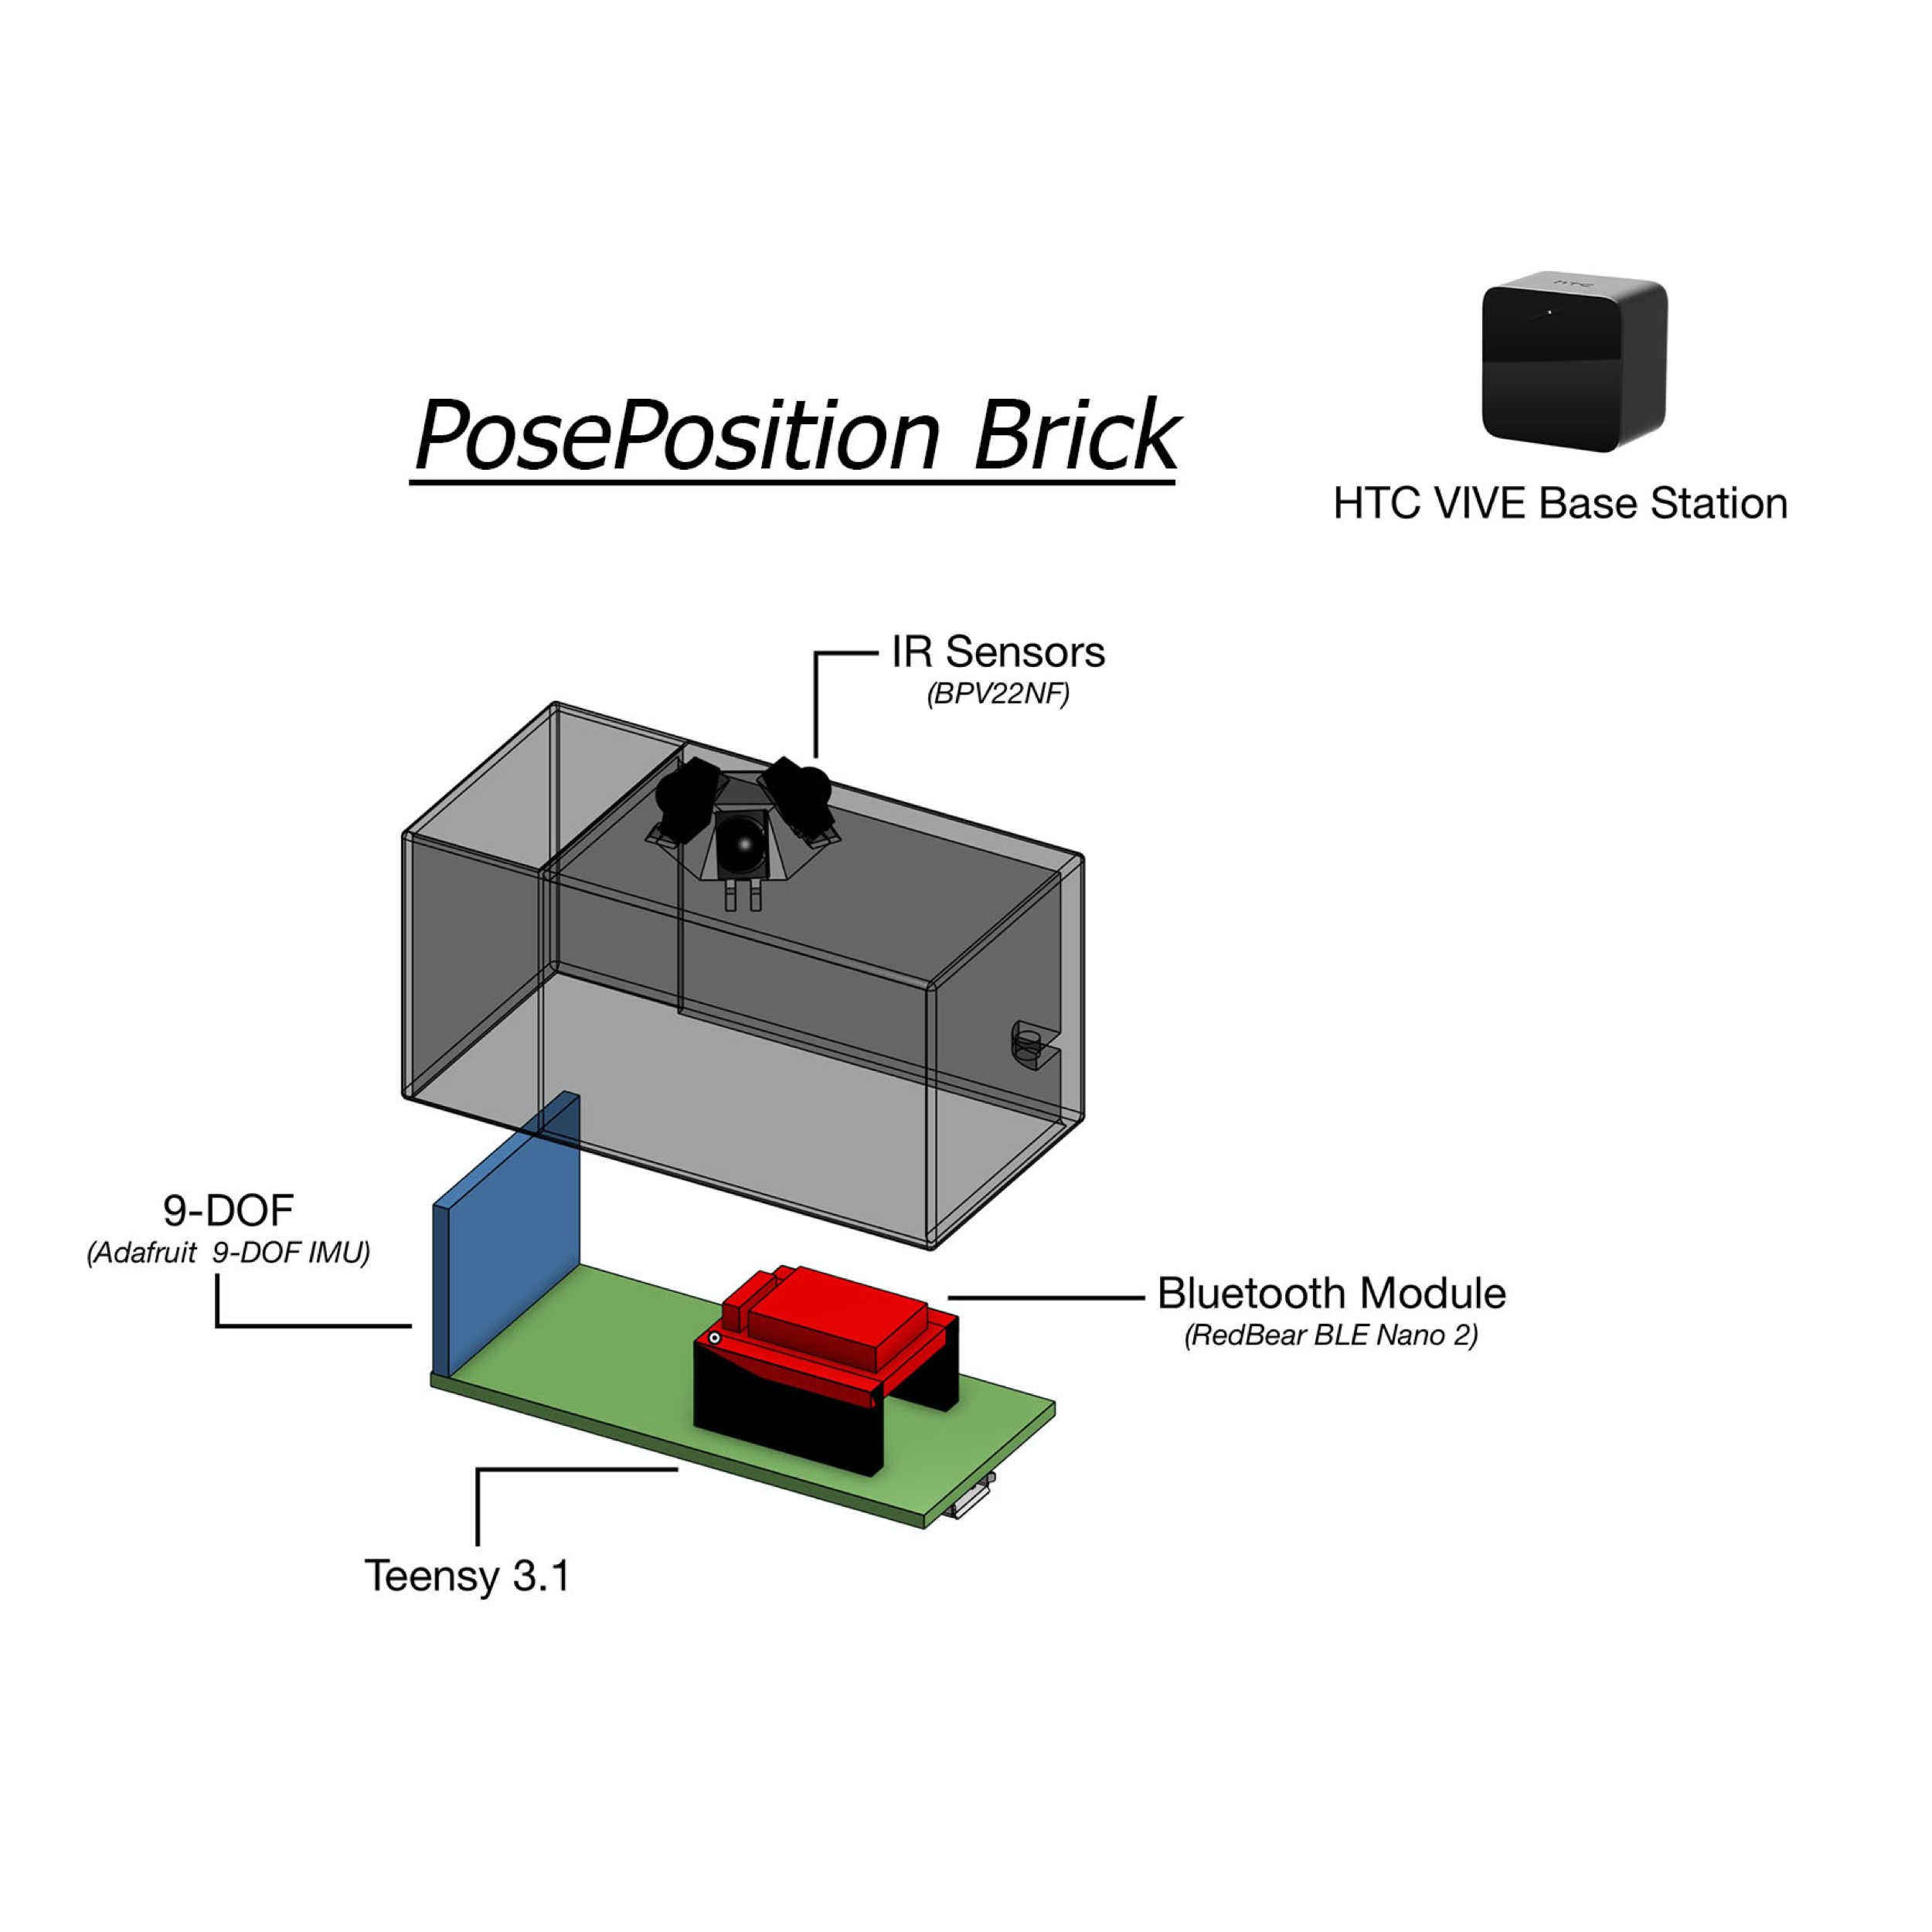 hTC
PosePosition Brick
HTC VIVE Base Station
IR Sensors
(BPV22NF)
9-DOF
(Adafruit 9-DOF IMU)
Bluetooth Module
(RedBear BLE Nano 2)
Teensy 3.1